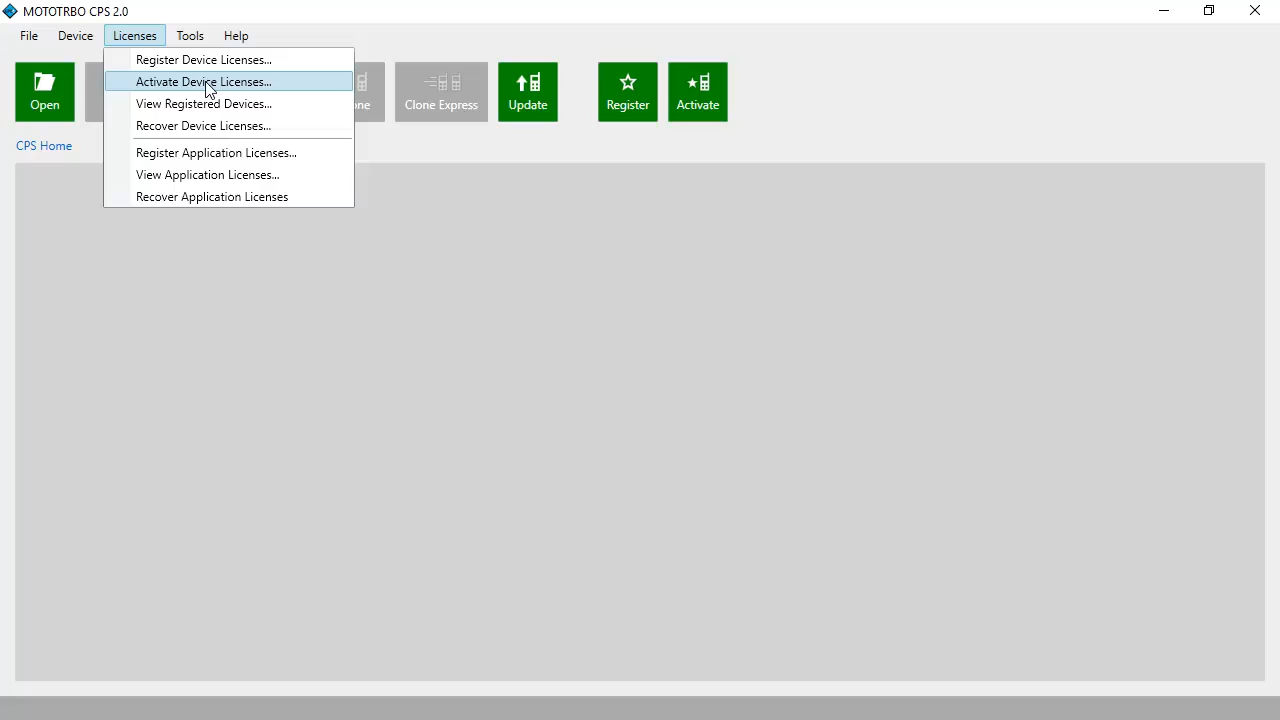 MOTOTRBO CPS 2.0
File Device Licenses Tools Help
Register Device Licenses...
Activate Device Licenses...
View Registered Devices...
Recover Device Licenses...
Register Application Licenses...
View Application Licenses...
Recover Application Licenses
Open
one
Clone Express
Update
Register
Activate
CPS Home